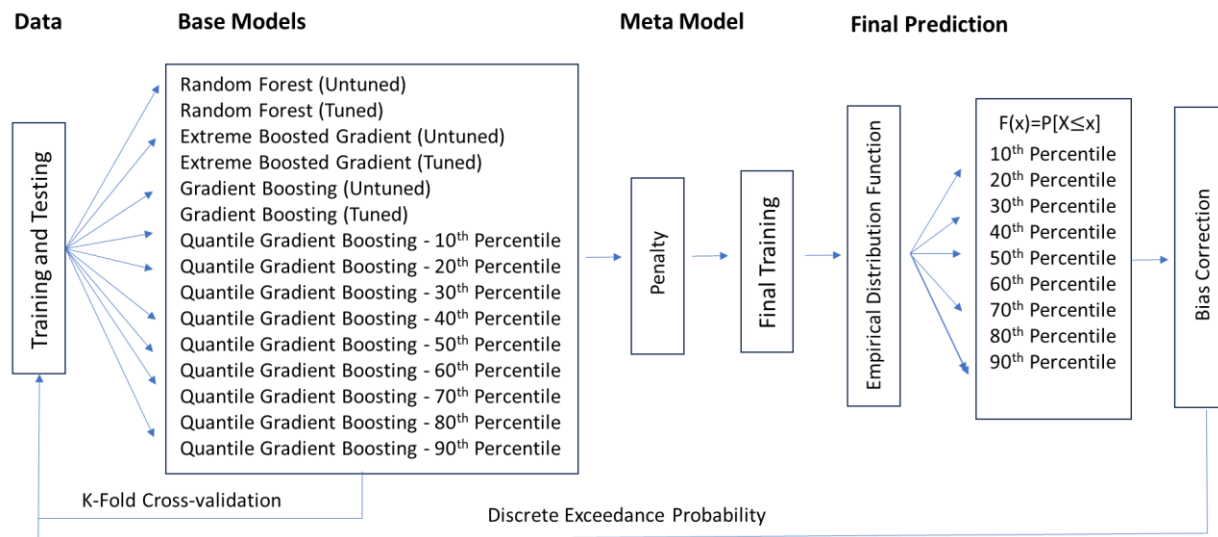 Data
Base Models
Meta Model
Final Prediction
Training and Testing
Random Forest (Untuned)
Random Forest (Tuned)
Extreme Boosted Gradient (Untuned)
Extreme Boosted Gradient (Tuned)
Gradient Boosting (Untuned)
Gradient Boosting (Tuned)
Quantile Gradient Boosting - 10th Percentile
Quantile Gradient Boosting - 20th Percentile
Quantile Gradient Boosting - 30th Percentile
Quantile Gradient Boosting - 40th Percentile
Quantile Gradient Boosting - 50th Percentile
Quantile Gradient Boosting - 60th Percentile
Quantile Gradient Boosting - 70th Percentile
Quantile Gradient Boosting - 80th Percentile
Quantile Gradient Boosting - 90th Percentile
Penalty
Final Training
Empirical Distribution Function
F(x)=P[X≤x]
10th Percentile
20th Percentile
30th Percentile
40th Percentile
50th Percentile
60th Percentile
70th Percentile
80th Percentile
90th Percentile
Bias Correction
K-Fold Cross-validation
Discrete Exceedance Probability